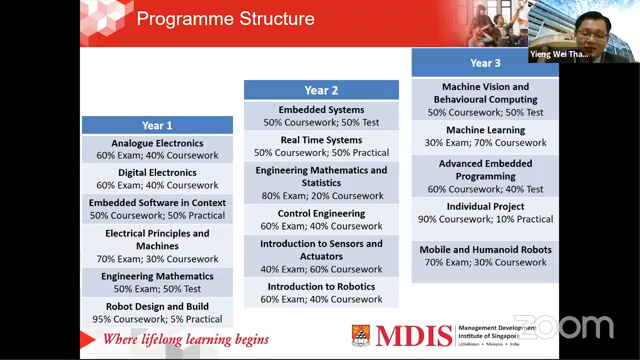 Programme Structure
Yieng Wei Tha...
Year 1
Analogue Electronics
60% Exam; 40% Coursework
Digital Electronics
60% Exam; 40% Coursework
Embedded Software in Context
50% Coursework; 50% Practical
Electrical Principles and
Machines
70% Exam; 30% Coursework
Engineering Mathematics
50% Exam; 50% Test
Robot Design and Build
95% Coursework; 5% Practical
Year 2
Embedded Systems
50% Coursework; 50% Test
Real Time Systems
50% Coursework; 50% Practical
Engineering Mathematics and
Statistics
80% Exam; 20% Coursework
Control Engineering
60% Exam; 40% Coursework
Introduction to Sensors and
Actuators
40% Exam; 60% Coursework
Introduction to Robotics
60% Exam; 40% Coursework
Year 3
Machine Vision and
Behavioural Computing
50% Coursework; 50% Test
Machine Learning
30% Exam; 70% Coursework
Advanced Embedded
Programming
60% Coursework; 40% Test
Individual Project
90% Coursework; 10% Practical
Mobile and Humanoid Robots
70% Exam; 30% Coursework
Where lifelong learning begins
MDIS
Management Development
Institute of Singapore
Uzbekistan • Malaysia • India
zoom